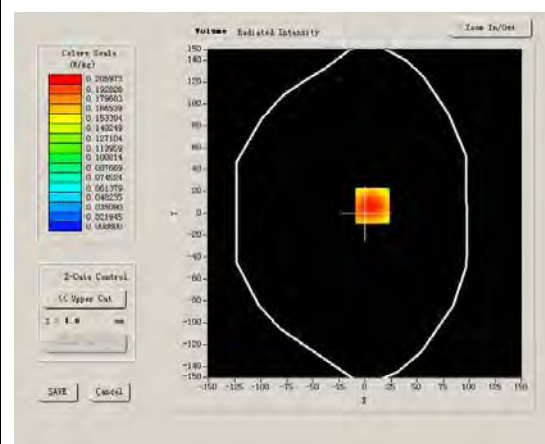 Volume Radiated Intensity
Zoom In/Out
Colors Scale
(W/kg)
0.205973
0.192828
0.179683
0.166539
0.153394
0.140249
0.127104
0.113959
0.100814
0.087669
0.074524
0.061379
0.048235
0.035090
0.021945
Z-Cuts Control
<< Upper Cut
Z = 4.0 mm
SAVE
Cancel
150
140
120
100
80
60
40
20
0
-20
-40
-60
-80
-100
-120
-140
-150
Y
-150 -125 -100 -75 -50 -25 0 25 50 75 100 125 150
X